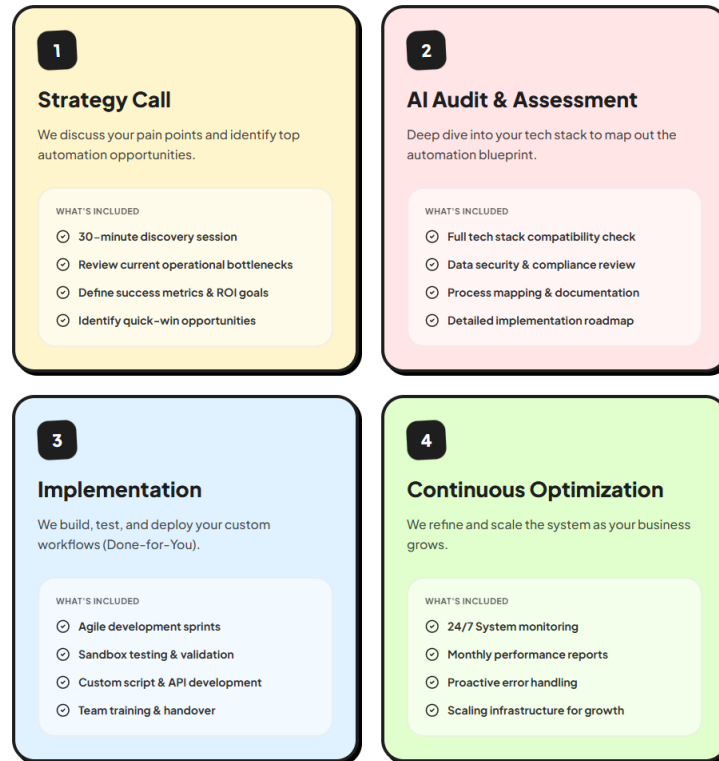 1
Strategy Call
We discuss your pain points and identify top
automation opportunities.
WHAT'S INCLUDED
30-minute discovery session
Review current operational bottlenecks
Define success metrics & ROI goals
Identify quick-win opportunities
2
AI Audit & Assessment
Deep dive into your tech stack to map out the
automation blueprint.
WHAT'S INCLUDED
Full tech stack compatibility check
Data security & compliance review
Process mapping & documentation
Detailed implementation roadmap
3
Implementation
We build, test, and deploy your custom
workflows (Done-for-You).
WHAT'S INCLUDED
Agile development sprints
Sandbox testing & validation
Custom script & API development
Team training & handover
4
Continuous Optimization
We refine and scale the system as your business
grows.
WHAT'S INCLUDED
24/7 System monitoring
Monthly performance reports
Proactive error handling
Scaling infrastructure for growth